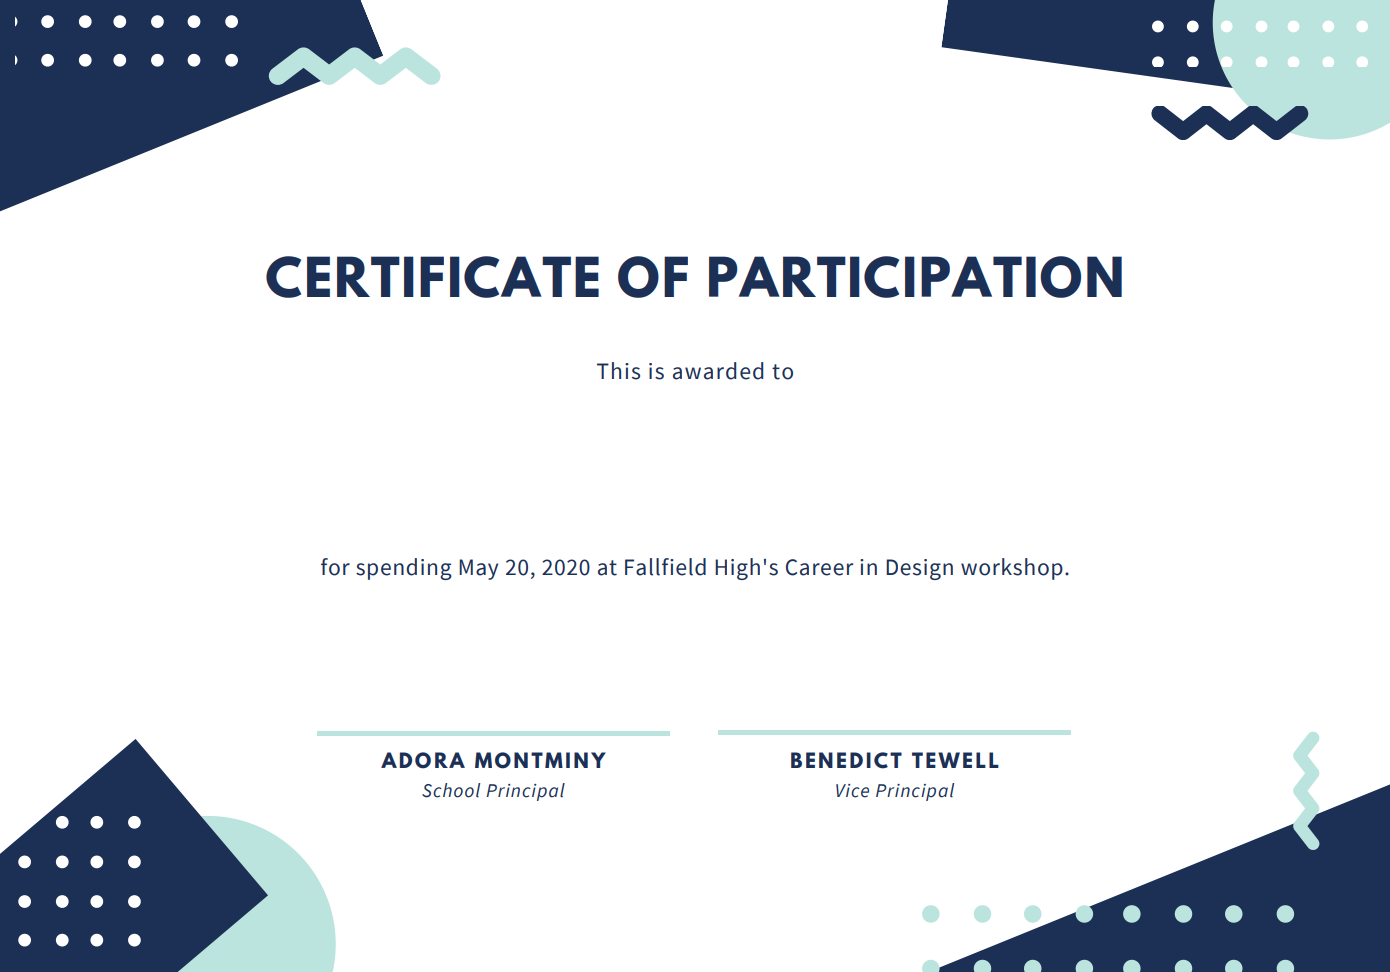 CERTIFICATE OF PARTICIPATION
This is awarded to
for spending May 20, 2020 at Fallfield High's Career in Design workshop.
ADORA MONTMINY
School Principal
BENEDICT TEWELL
Vice Principal